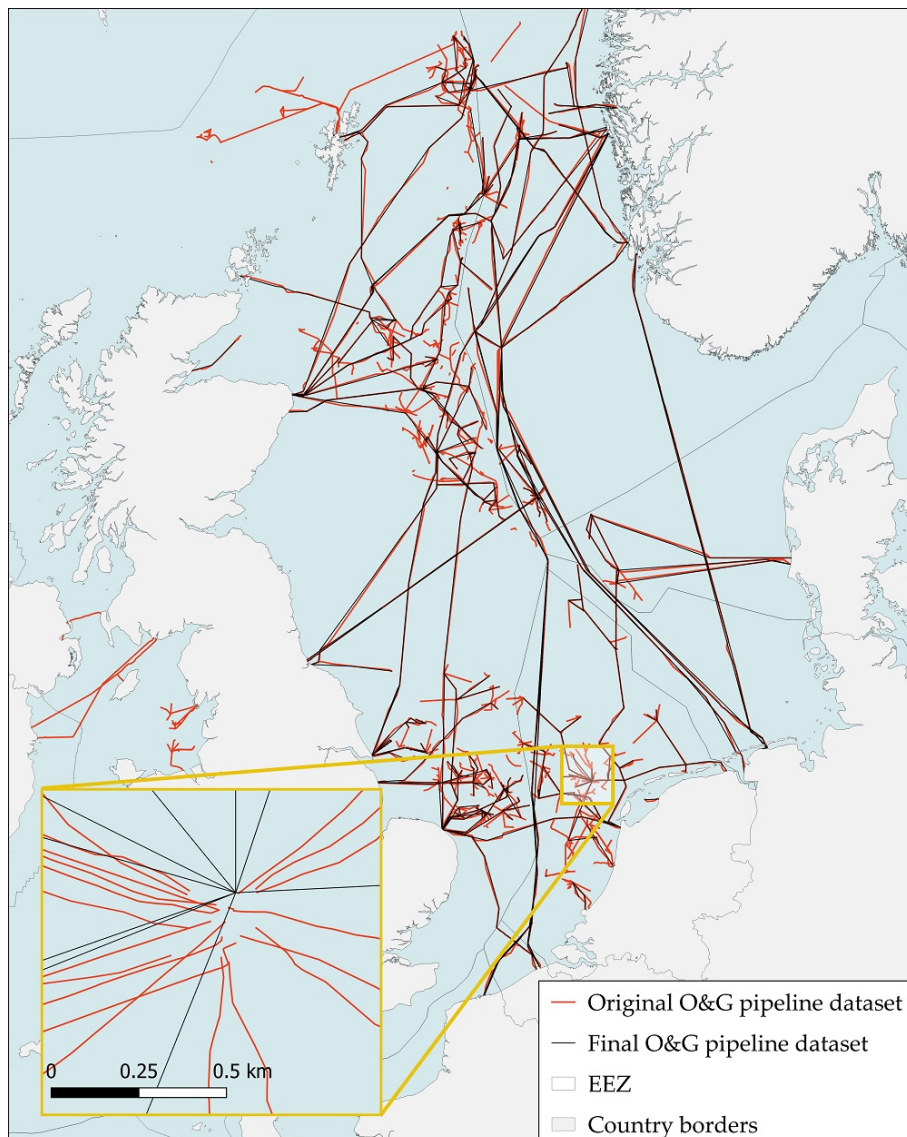 0 0.25 0.5 km
Original O&G pipeline dataset
Final O&G pipeline dataset
EEZ
Country borders